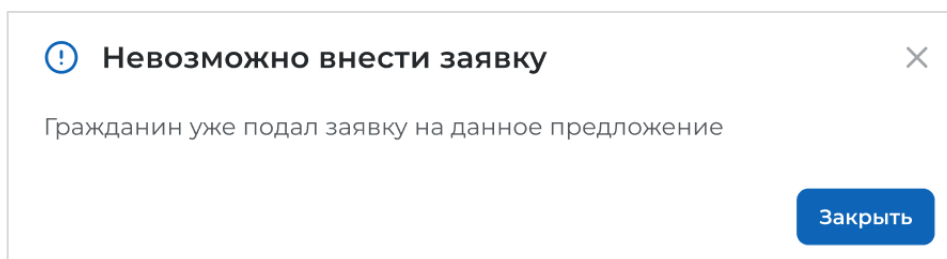 Невозможно внести заявку
Гражданин уже подал заявку на данное предложение
Закрыть